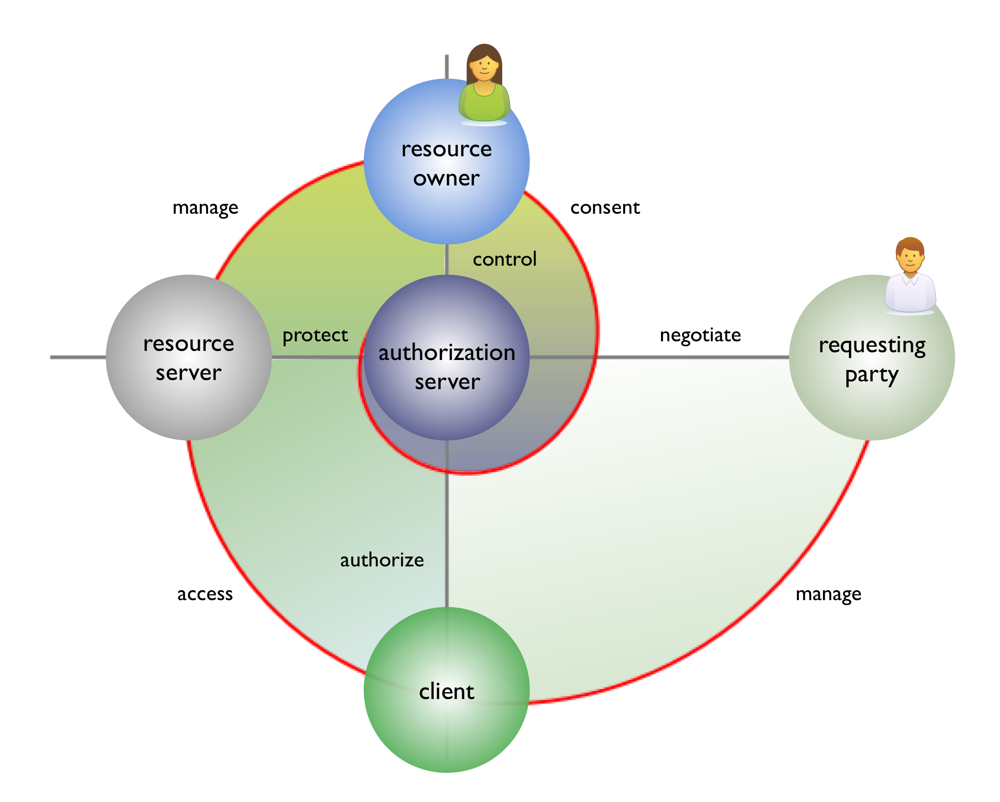 resource
owner
manage
consent
control
resource
server
protect
authorization
server
negotiate
requesting
party
authorize
access
manage
client